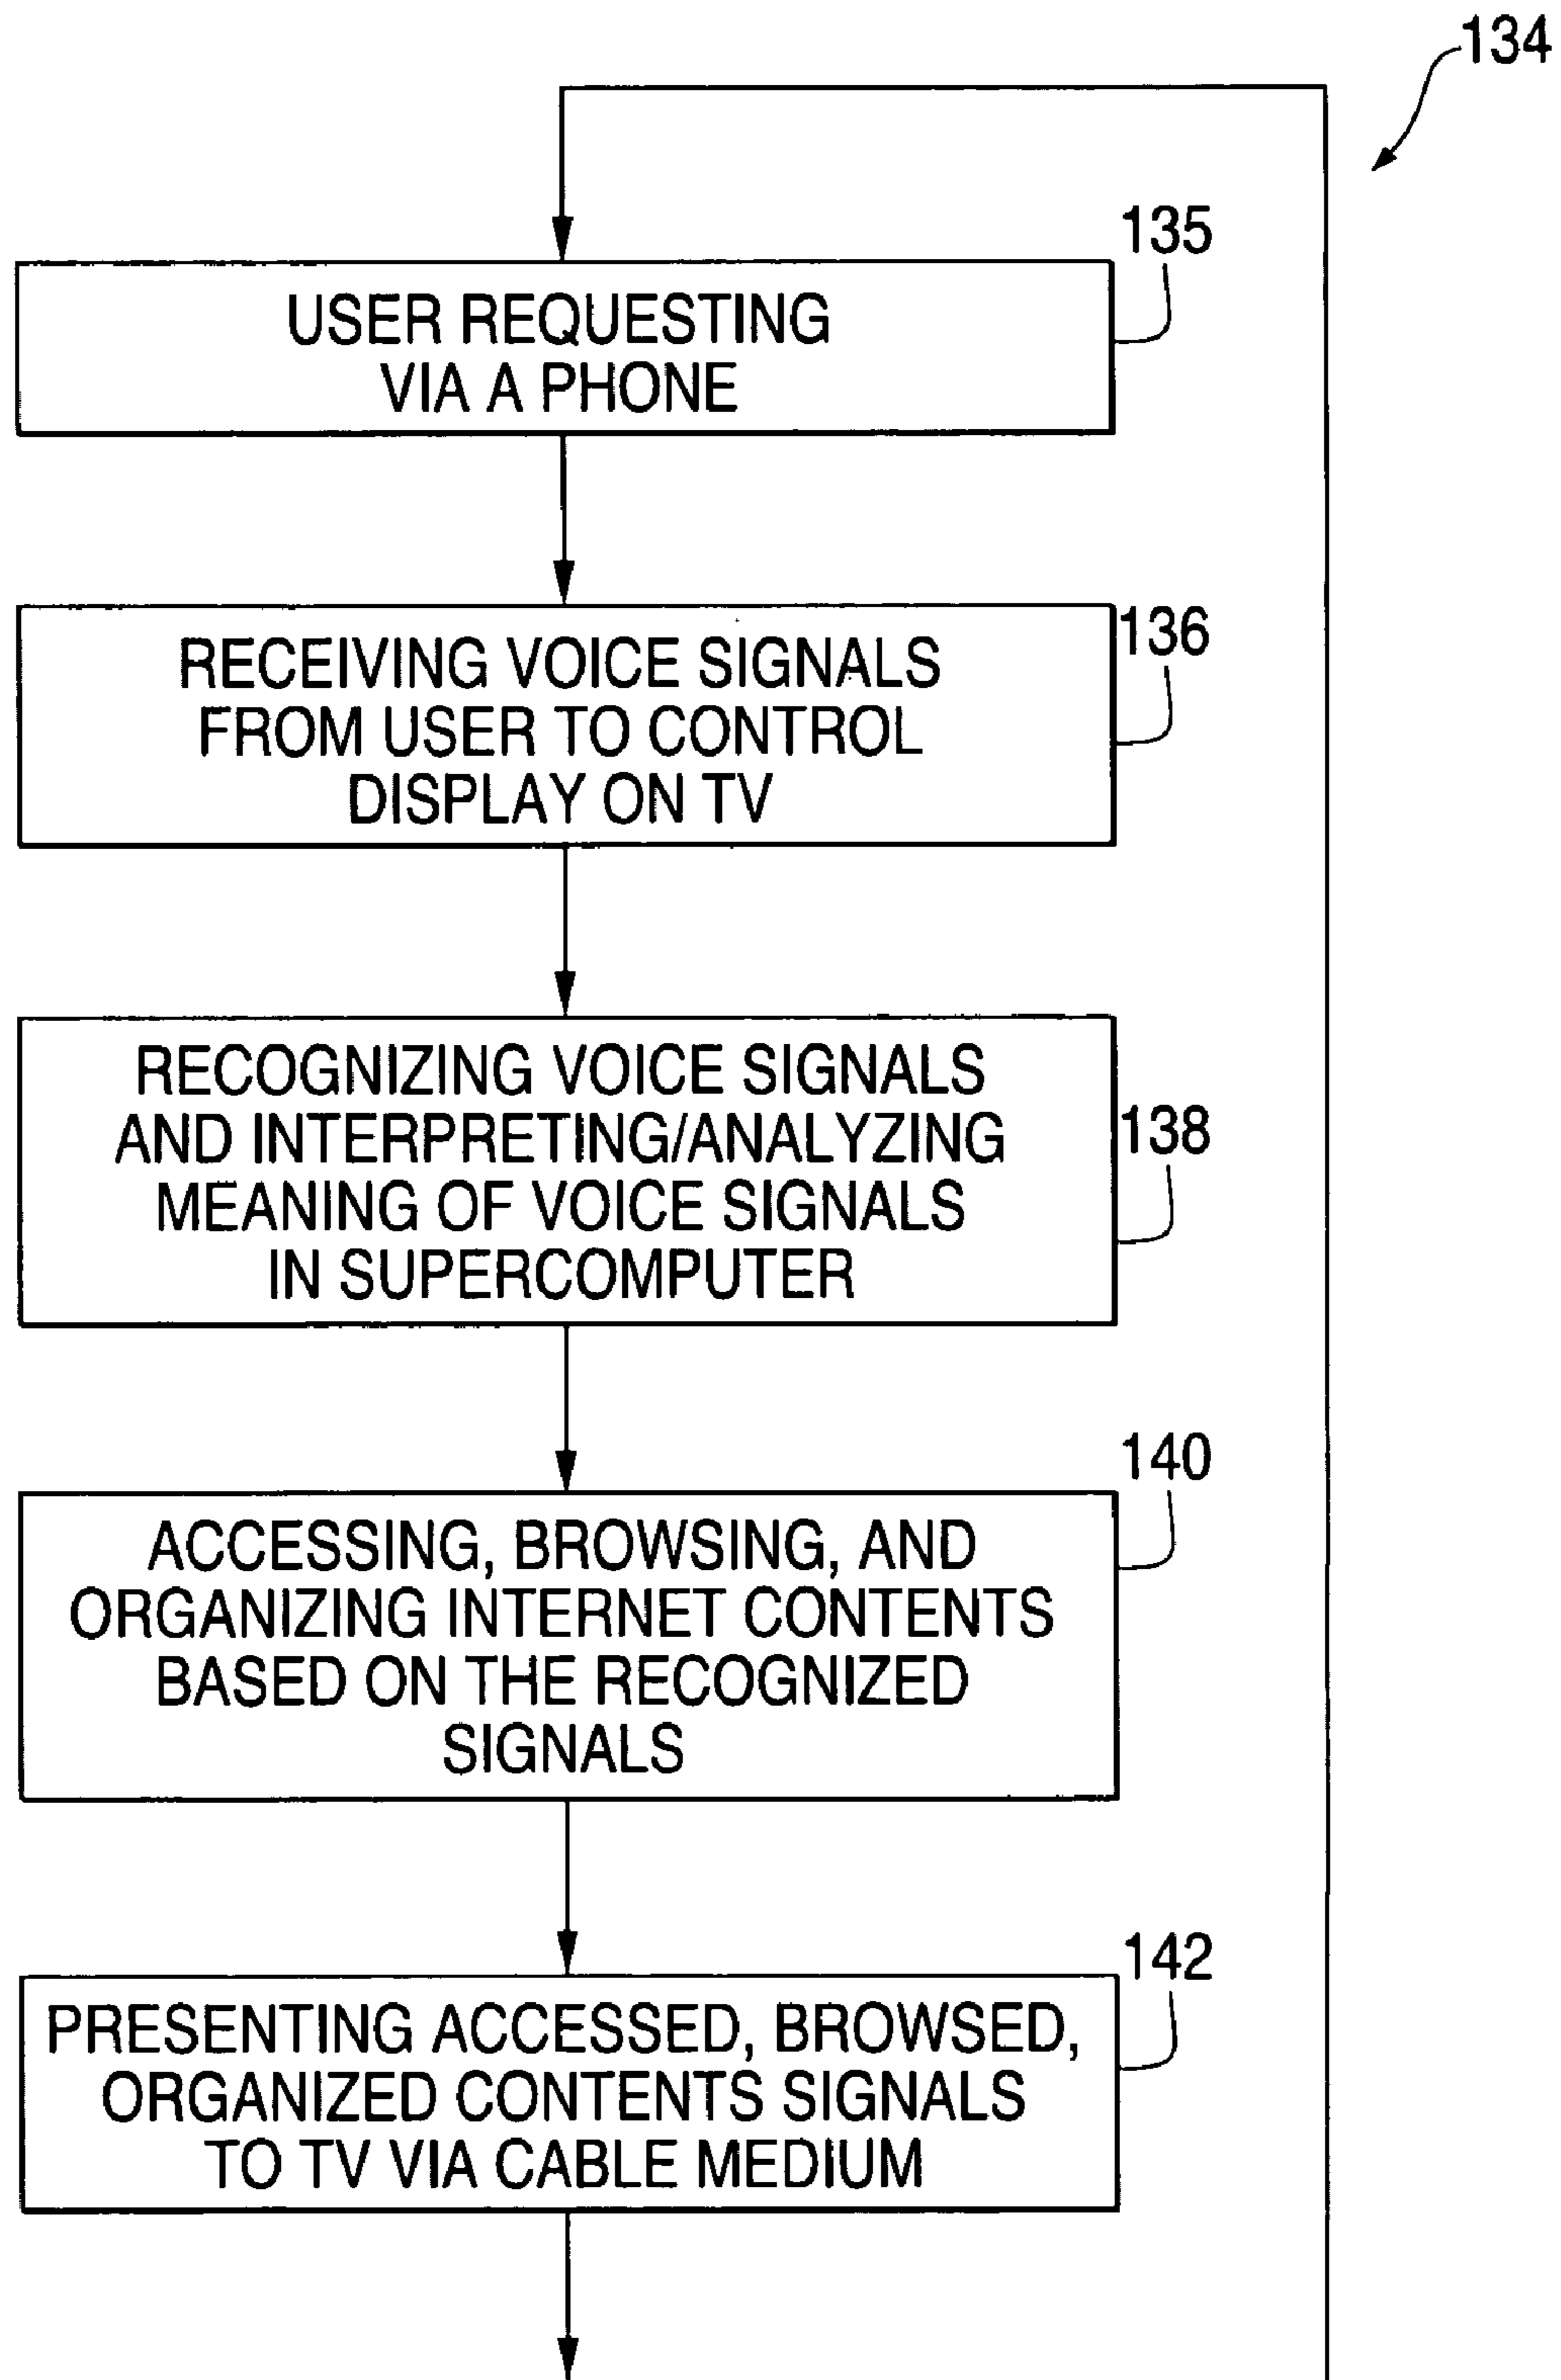 134
135
USER REQUESTING
VIA A PHONE
136
RECEIVING VOICE SIGNALS
FROM USER TO CONTROL
DISPLAY ON TV
138
RECOGNIZING VOICE SIGNALS
AND INTERPRETING/ANALYZING
MEANING OF VOICE SIGNALS
IN SUPERCOMPUTER
140
ACCESSING, BROWSING, AND
ORGANIZING INTERNET CONTENTS
BASED ON THE RECOGNIZED
SIGNALS
142
PRESENTING ACCESSED, BROWSED,
ORGANIZED CONTENTS SIGNALS
TO TV VIA CABLE MEDIUM